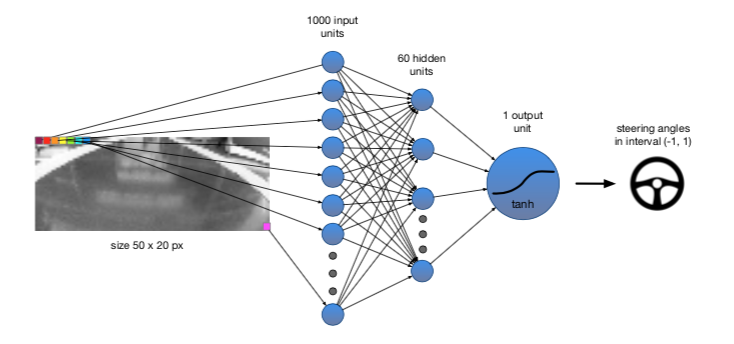 1000 input
units
60 hidden
units
1 output
unit
steering angles
in interval (-1, 1)
tanh
size 50 x 20 px